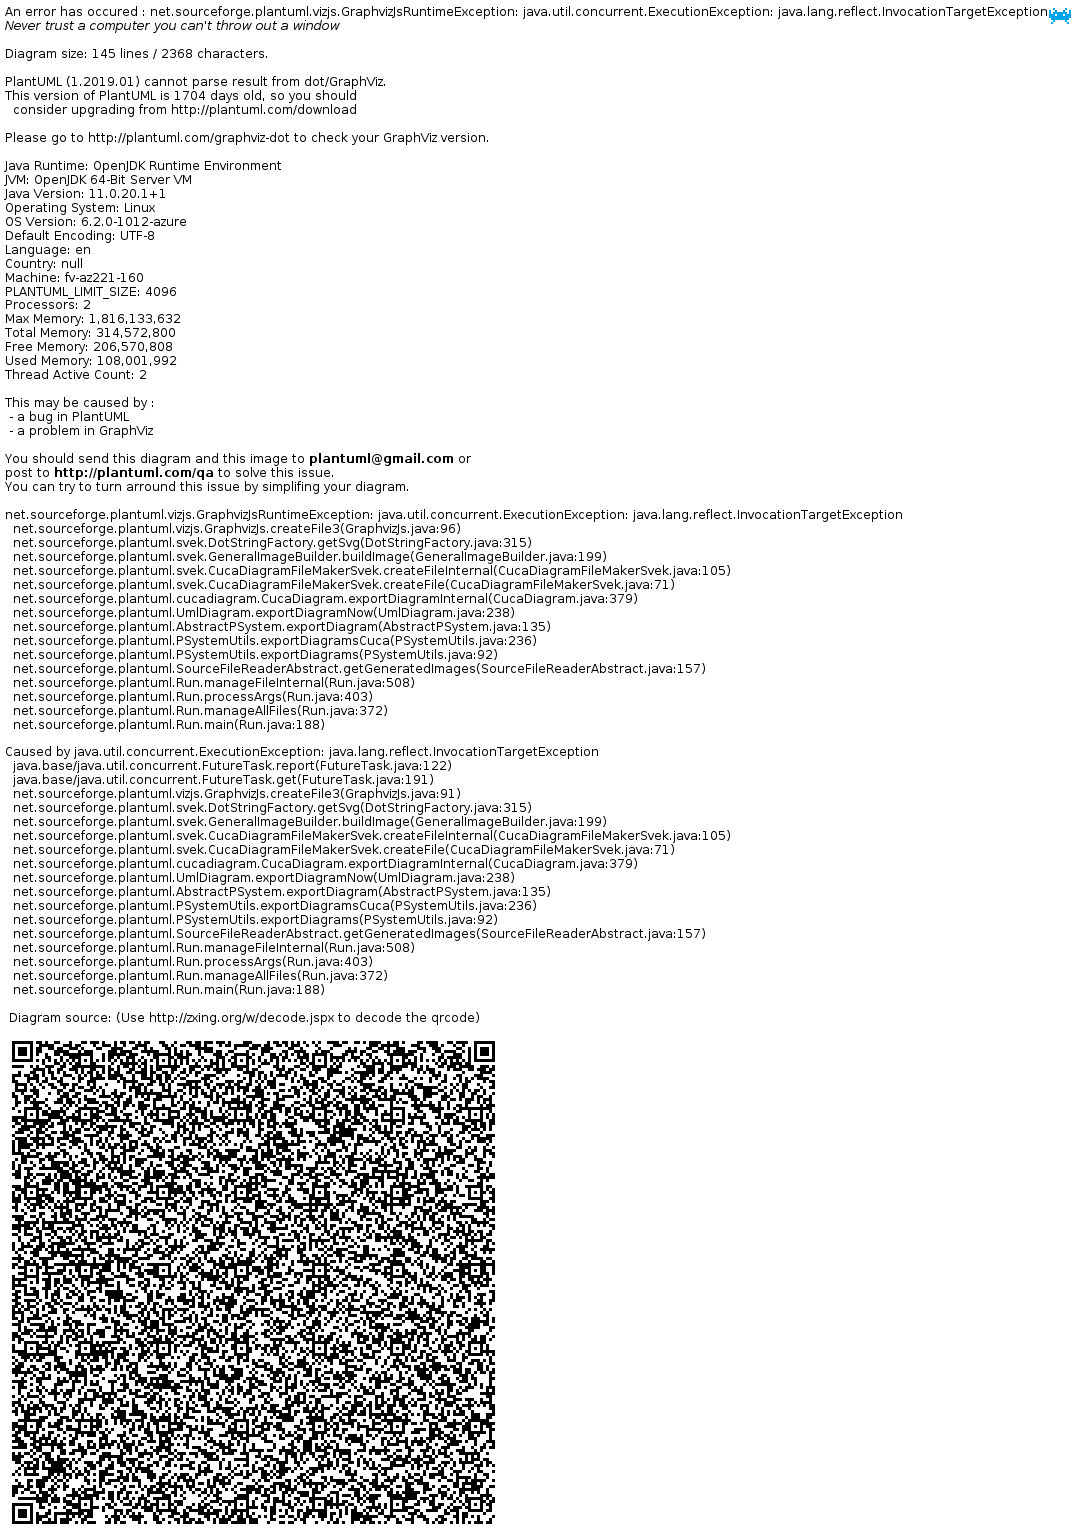 An error has occured : net.sourceforge.plantuml.vizjs.GraphvizJsRuntimeException: java.util.concurrent.ExecutionException: java.lang.reflect.InvocationTargetException
Never trust a computer you can't throw out a window
Diagram size: 145 lines / 2368 characters.
PlantUML (1.2019.01) cannot parse result from dot/GraphViz.
This version of PlantUML is 1704 days old, so you should
consider upgrading from http://plantuml.com/download
Please go to http://plantuml.com/graphviz-dot to check your GraphViz version.
Java Runtime: OpenJDK Runtime Environment
JVM: OpenJDK 64-Bit Server VM
Java Version: 11.0.20.1+1
Operating System: Linux
OS Version: 6.2.0-1012-azure
Default Encoding: UTF-8
Language: en
Country: null
Machine: fv-az221-160
PLANTUML_LIMIT_SIZE: 4096
Processors: 2
Max Memory: 1,816,133,632
Total Memory: 314,572,800
Free Memory: 206,570,808
Used Memory: 108,001,992
Thread Active Count: 2
This may be caused by :
- a bug in PlantUML
- a problem in GraphViz
You should send this diagram and this image to plantuml@gmail.com or
post to http://plantuml.com/qa to solve this issue.
You can try to turn arround this issue by simplifing your diagram.
net.sourceforge.plantuml.vizjs.GraphvizJsRuntimeException: java.util.concurrent.ExecutionException: java.lang.reflect.InvocationTargetException
net.sourceforge.plantuml.vizjs.GraphvizJs.createFile3(GraphvizJs.java:96)
net.sourceforge.plantuml.svek.DotStringFactory.getSvg(DotStringFactory.java:315)
net.sourceforge.plantuml.svek.GeneralImageBuilder.buildImage(GeneralImageBuilder.java:199)
net.sourceforge.plantuml.svek.CucaDiagramFileMakerSvek.createFileInternal(CucaDiagramFileMakerSvek.java:105)
net.sourceforge.plantuml.svek.CucaDiagramFileMakerSvek.createFile(CucaDiagramFileMakerSvek.java:71)
net.sourceforge.plantuml.cucadiagram.CucaDiagram.exportDiagramInternal(CucaDiagram.java:379)
net.sourceforge.plantuml.UmlDiagram.exportDiagramNow(UmlDiagram.java:238)
net.sourceforge.plantuml.AbstractPSystem.exportDiagram(AbstractPSystem.java:135)
net.sourceforge.plantuml.PSystemUtils.exportDiagramsCuca(PSystemUtils.java:236)
net.sourceforge.plantuml.PSystemUtils.exportDiagrams(PSystemUtils.java:92)
net.sourceforge.plantuml.SourceFileReaderAbstract.getGeneratedImages(SourceFileReaderAbstract.java:157)
net.sourceforge.plantuml.Run.manageFileInternal(Run.java:508)
net.sourceforge.plantuml.Run.processArgs(Run.java:403)
net.sourceforge.plantuml.Run.manageAllFiles(Run.java:372)
net.sourceforge.plantuml.Run.main(Run.java:188)
Caused by java.util.concurrent.ExecutionException: java.lang.reflect.InvocationTargetException
java.base/java.util.concurrent.FutureTask.report(FutureTask.java:122)
java.base/java.util.concurrent.FutureTask.get(FutureTask.java:191)
net.sourceforge.plantuml.vizjs.GraphvizJs.createFile3(GraphvizJs.java:91)
net.sourceforge.plantuml.svek.DotStringFactory.getSvg(DotStringFactory.java:315)
net.sourceforge.plantuml.svek.GeneralImageBuilder.buildImage(GeneralImageBuilder.java:199)
net.sourceforge.plantuml.svek.CucaDiagramFileMakerSvek.createFileInternal(CucaDiagramFileMakerSvek.java:105)
net.sourceforge.plantuml.svek.CucaDiagramFileMakerSvek.createFile(CucaDiagramFileMakerSvek.java:71)
net.sourceforge.plantuml.cucadiagram.CucaDiagram.exportDiagramInternal(CucaDiagram.java:379)
net.sourceforge.plantuml.UmlDiagram.exportDiagramNow(UmlDiagram.java:238)
net.sourceforge.plantuml.AbstractPSystem.exportDiagram(AbstractPSystem.java:135)
net.sourceforge.plantuml.PSystemUtils.exportDiagramsCuca(PSystemUtils.java:236)
net.sourceforge.plantuml.PSystemUtils.exportDiagrams(PSystemUtils.java:92)
net.sourceforge.plantuml.SourceFileReaderAbstract.getGeneratedImages(SourceFileReaderAbstract.java:157)
net.sourceforge.plantuml.Run.manageFileInternal(Run.java:508)
net.sourceforge.plantuml.Run.processArgs(Run.java:403)
net.sourceforge.plantuml.Run.manageAllFiles(Run.java:372)
net.sourceforge.plantuml.Run.main(Run.java:188)
Diagram source: (Use http://zxing.org/w/decode.jspx to decode the qrcode)